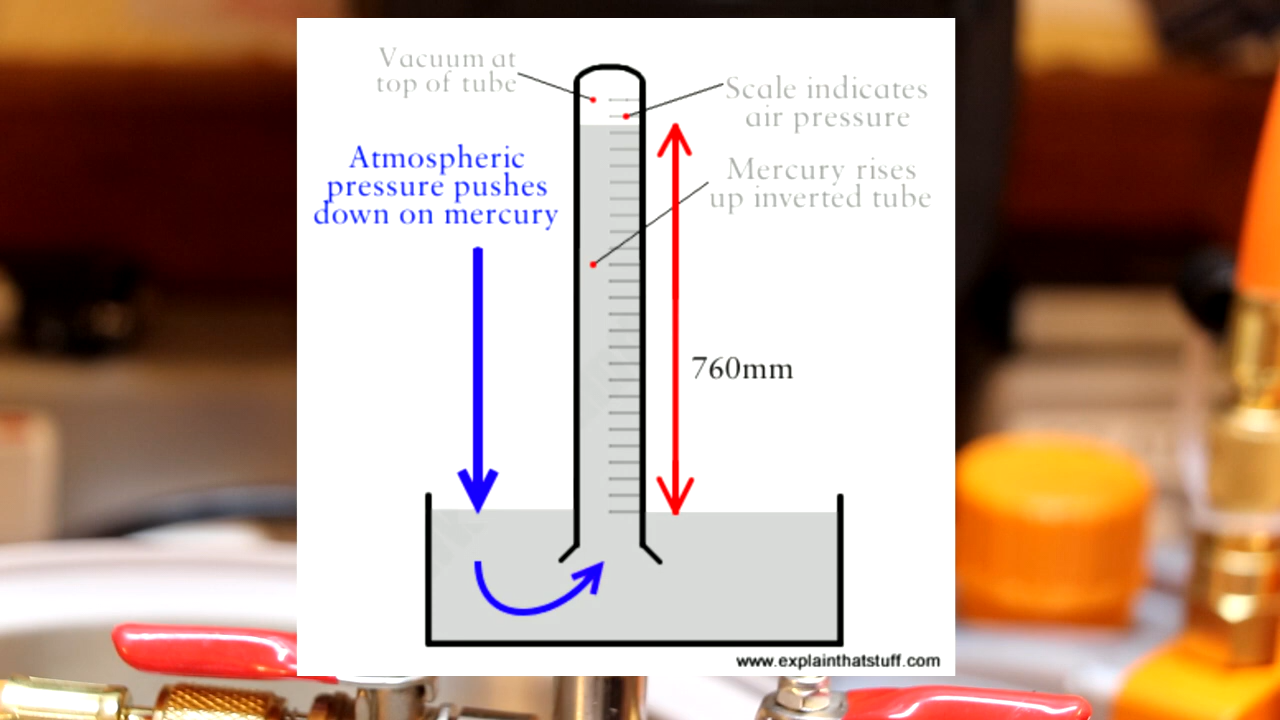 Vacuum at
top of tube
Scale indicates
air pressure
Atmospheric
pressure pushes
down on mercury
Mercury rises
up inverted tube
760mm
www.explainthatstuff.com